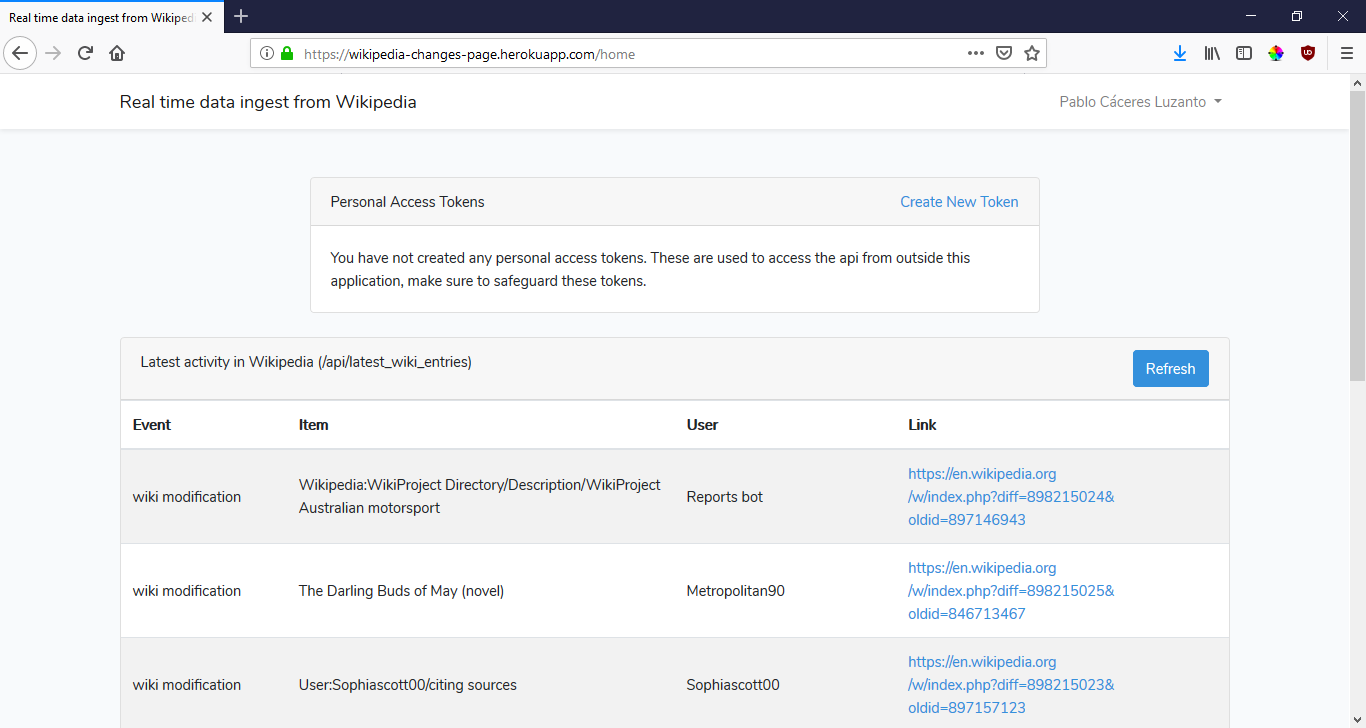 Real time data ingest from Wikiped
https://wikipedia-changes-page.herokuapp.com/home
Real time data ingest from Wikipedia
Pablo Cáceres Luzanto
Personal Access Tokens
Create New Token
You have not created any personal access tokens. These are used to access the api from outside this
application, make sure to safeguard these tokens.
Latest activity in Wikipedia (/api/latest_wiki_entries)
Refresh
Event Item User Link
wiki modification
Wikipedia:WikiProject Directory/Description/WikiProject
Australian motorsport
Reports bot
https://en.wikipedia.org
/w/index.php?diff=898215024&
oldid=897146943
wiki modification
The Darling Buds of May (novel)
Metropolitan90
https://en.wikipedia.org
/w/index.php?diff=898215025&
oldid=846713467
wiki modification
User:Sophiascott00/citing sources
Sophiascott00
https://en.wikipedia.org
/w/index.php?diff=898215023&
oldid=897157123